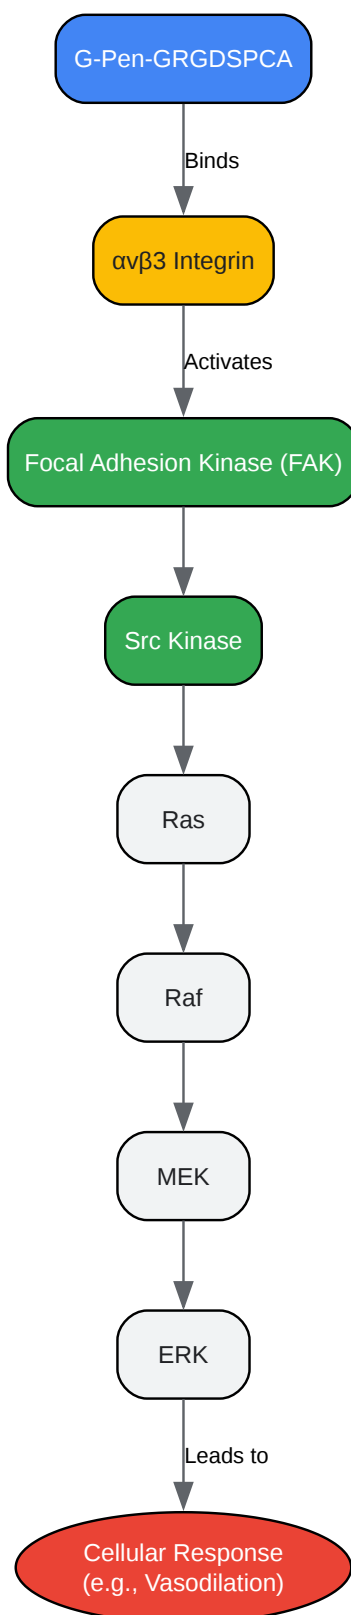 G-Pen-GRGDSPCA
Binds
αvβ3 Integrin
Activates
Focal Adhesion Kinase (FAK)
Src Kinase
Ras
Raf
MEK
ERK
Leads to
Cellular Response
(e.g., Vasodilation)